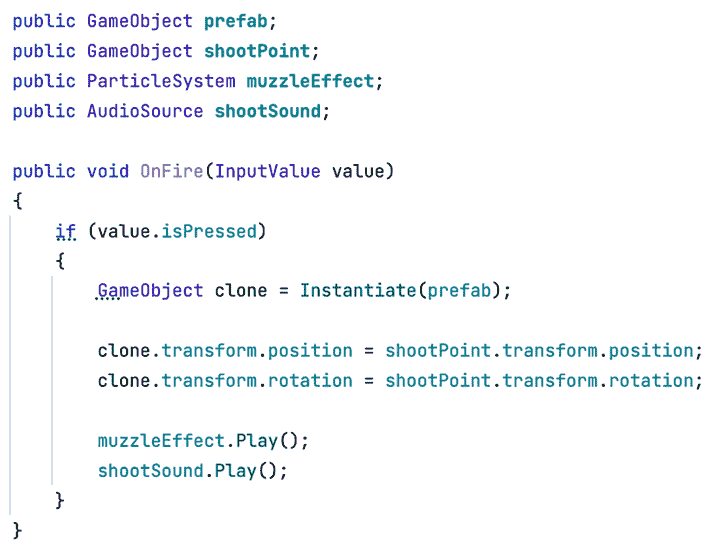 public GameObject prefab;
public GameObject shootPoint;
public ParticleSystem muzzleEffect;
public AudioSource shootSound;

public void OnFire(InputValue value)
{
    if (value.isPressed)
    {
        GameObject clone = Instantiate(prefab);

        clone.transform.position = shootPoint.transform.position;
        clone.transform.rotation = shootPoint.transform.rotation;

        muzzleEffect.Play();
        shootSound.Play();
    }
}